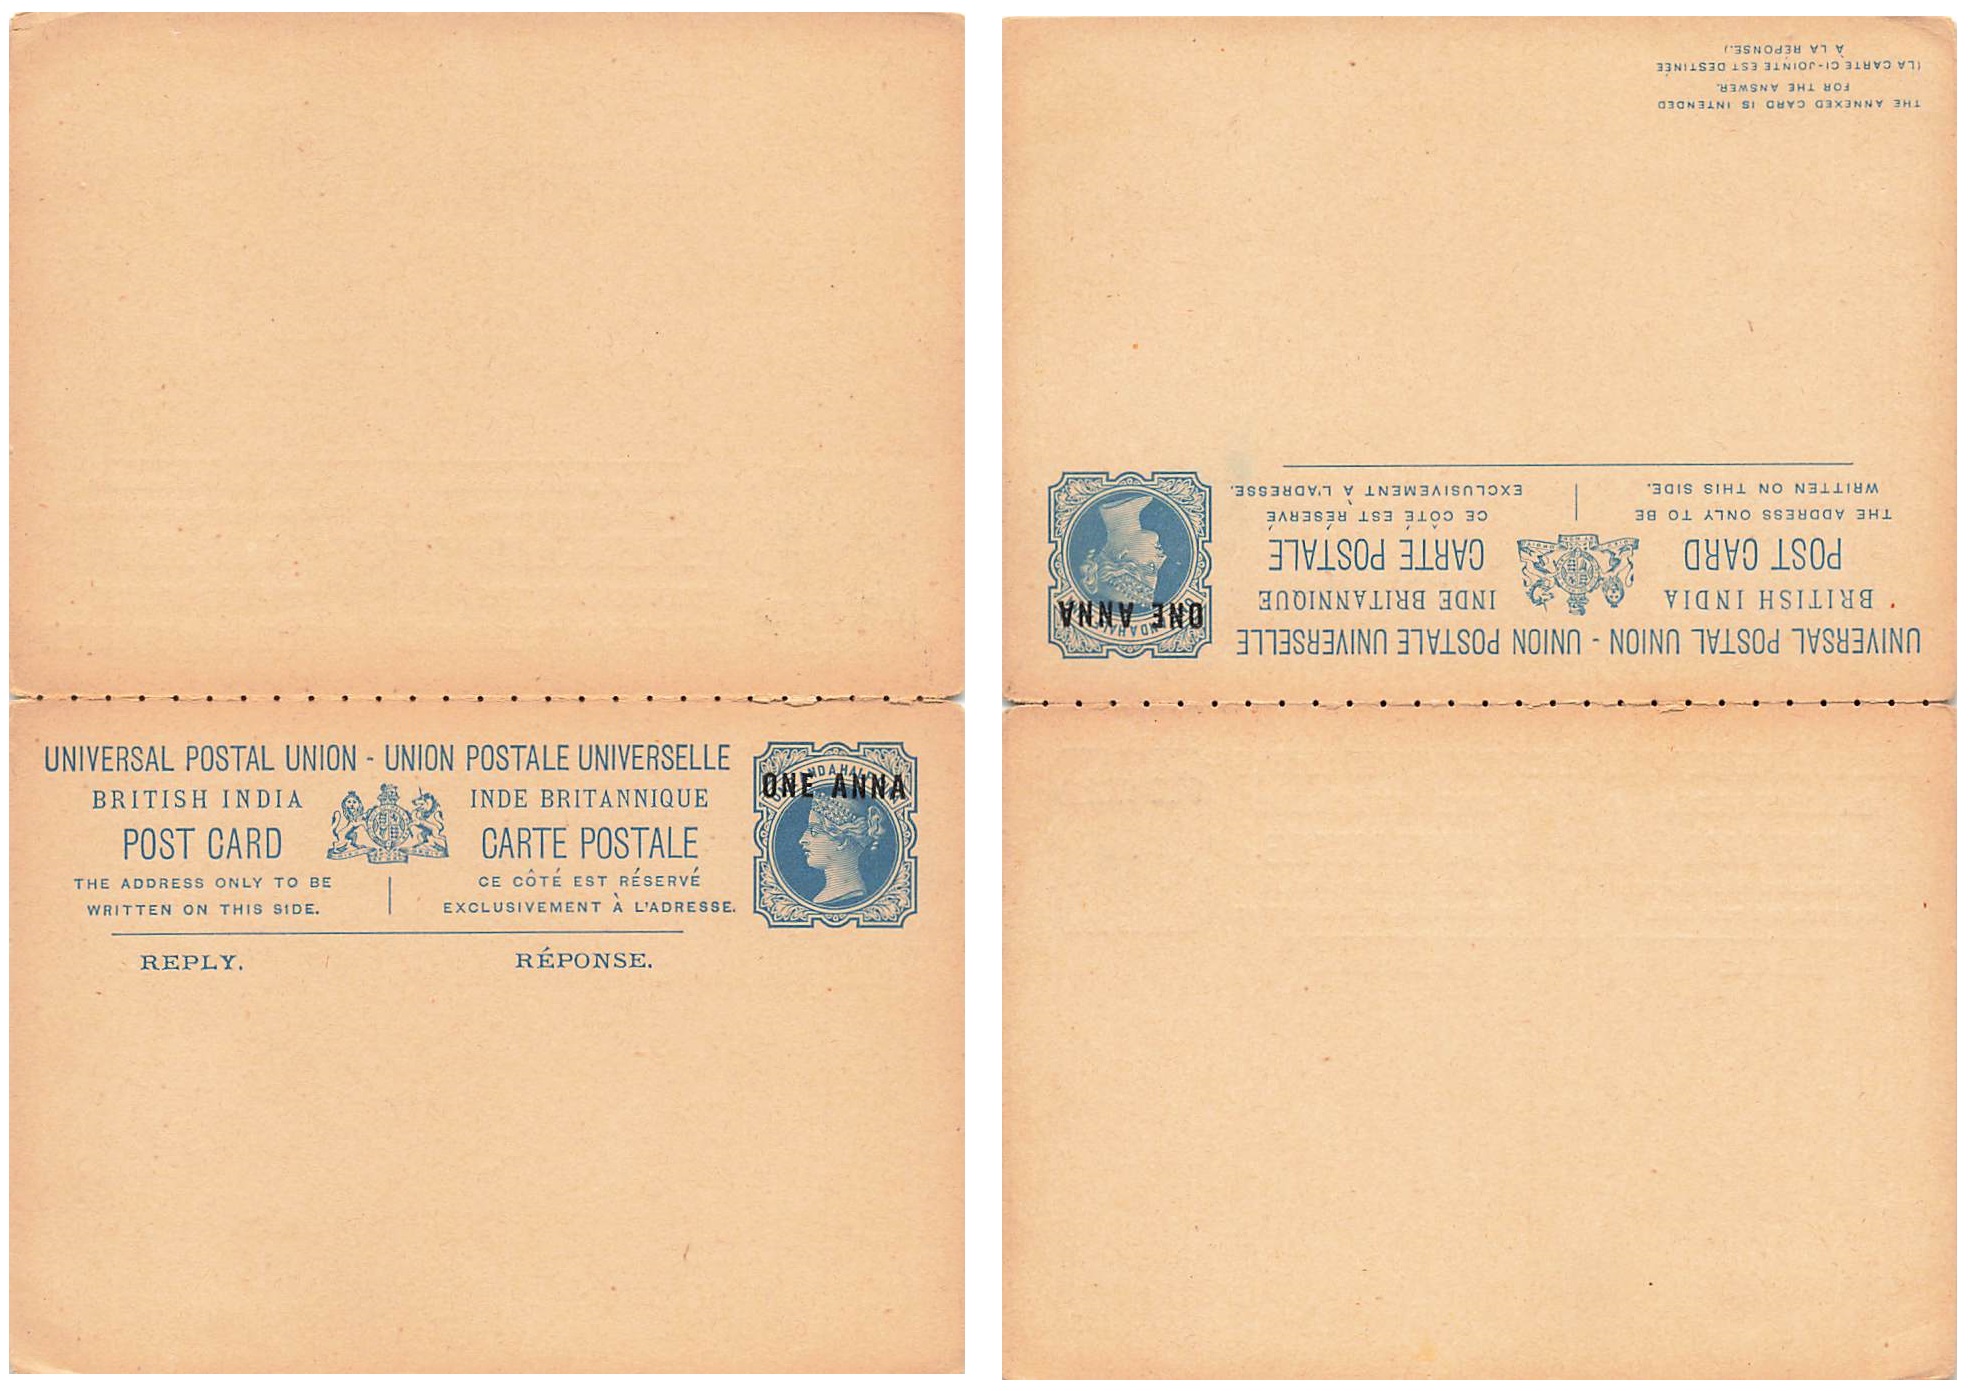 UNIVERSAL POSTAL UNION - UNION POSTALE UNIVERSELLE
BRITISH INDIA INDE BRITANNIQUE
POST CARD CARTE POSTALE
THE ADDRESS ONLY TO BE CE CÔTÉ EST RÉSERVÉ
WRITTEN ON THIS SIDE. EXCLUSIVEMENT À L'ADRESSE.
REPLY. RÉPONSE.
ONE ANNA
UNIVERSAL POSTAL UNION - UNION POSTALE UNIVERSELLE
BRITISH INDIA INDE BRITANNIQUE
POST CARD CARTE POSTALE
THE ADDRESS ONLY TO BE CE CÔTÉ EST RÉSERVÉ
WRITTEN ON THIS SIDE. EXCLUSIVEMENT À L'ADRESSE.
ONE ANNA
THE ANNEXED CARD IS INTENDED
FOR THE ANSWER.
(LA CARTE CI-JOINTE EST DESTINÉE
À LA RÉPONSE.)